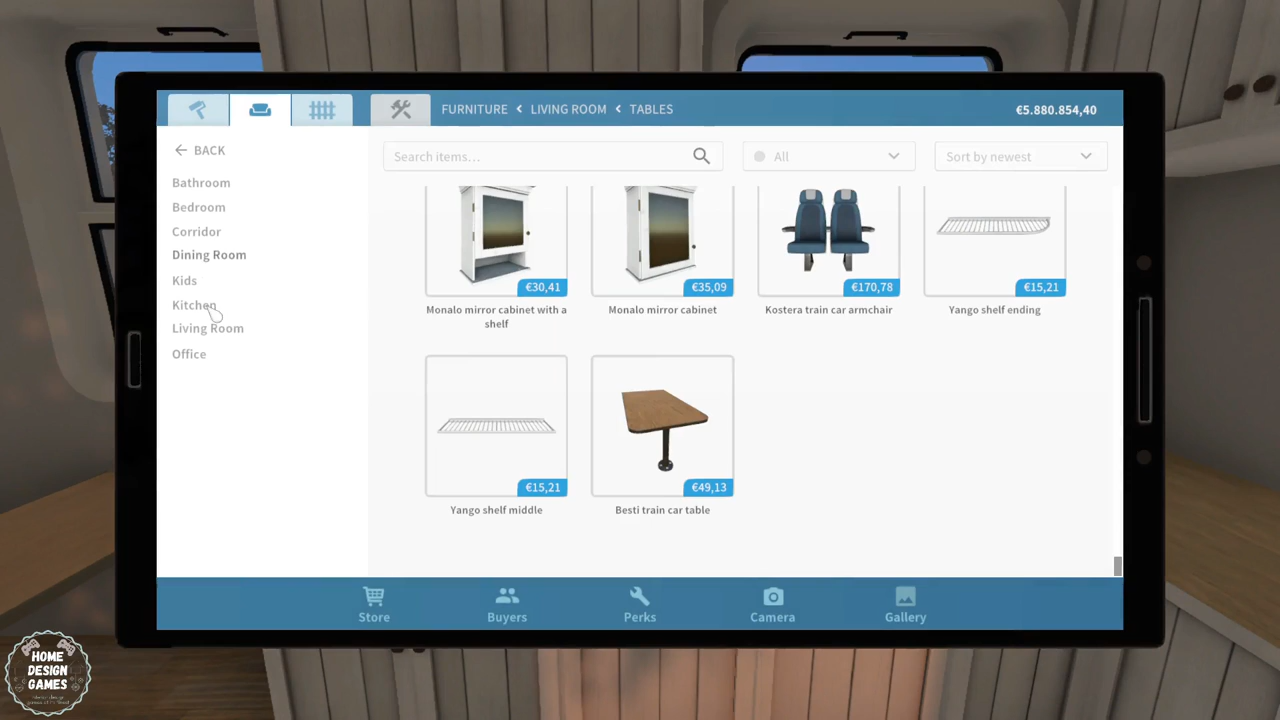 FURNITURE < LIVING ROOM < TABLES
€5.880.854,40
BACK
Search items...
All
Sort by newest
Bathroom
Bedroom
Corridor
Dining Room
Kids
Kitchen
Living Room
Office
€30,41
€35,09
€170,78
€15,21
Monalo mirror cabinet with a
shelf
Monalo mirror cabinet
Kostera train car armchair
Yango shelf ending
€15,21
€49,13
Yango shelf middle
Besti train car table
Store
Buyers
Perks
Camera
Gallery
HOME
DESIGN
GAMES